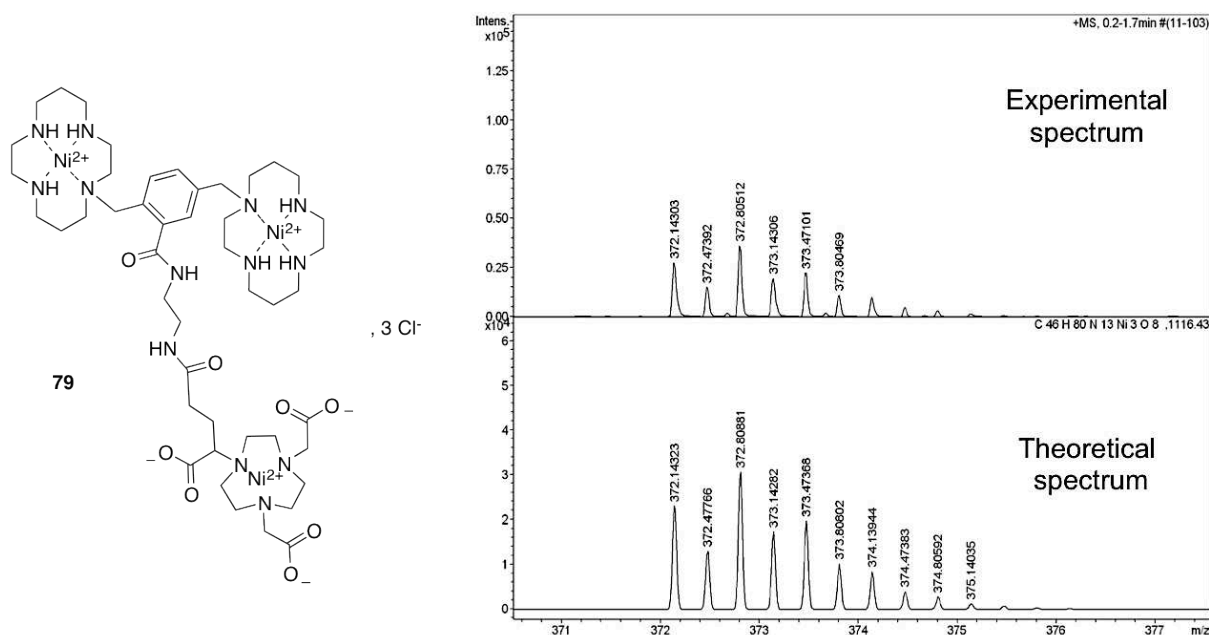 NH HN
Ni2+
NH N
N HN
Ni2+
NH HN
O NH
, 3 Cl-
NH
O
79
O O –
– O O
N N
Ni2+
N
O
O –
Intens.
x10^5
+MS, 0.2-1.7min #(11-103)
1.25
1.00
0.75
0.50
0.25
0.00
Experimental
spectrum
372.14303
372.47392
372.80512
373.14306
373.47101
373.80469
x10^4
C 46 H 80 N 13 Ni 3 O 8 ,1116.43
5
4
3
2
1
0
Theoretical
spectrum
372.14323
372.47766
372.80881
373.14282
373.47368
373.80802
374.13944
374.47383
374.80592
375.14035
371 372 373 374 375 376 377 m/z